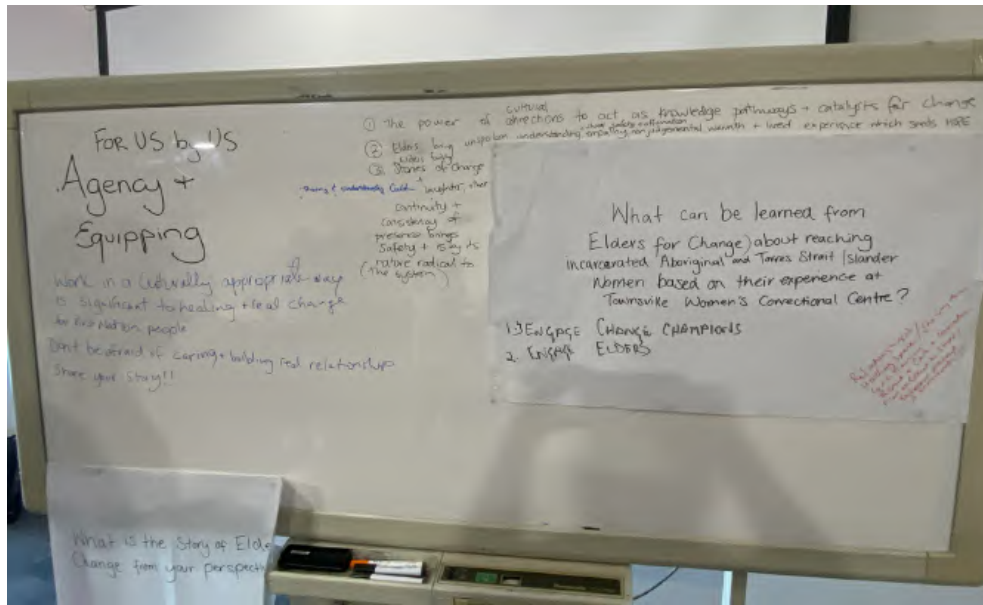 FOR US by US
Agency +
Equipping
Work in a culturally appropriate way
is significant to healing + real change
to First Nation people
Don't be afraid of caring + building real relationships
Share your story!!
cultural
① The power of connections to act as knowledge pathways + catalysts for change
② Elders bring unspoken understanding, empathy, non judgemental warmth + lived experience which seeds HOPE
③ Stories of change
laughter,
continuity +
consistency of
presence brings
Safety + is by its
nature radical to
(the system)
What can be learned from
Elders for Change) about reaching
incarcerated Aboriginal and Torres Strait Islander
Women based on their experience at
Townsville Women's Correctional Centre?
1. ENGAGE CHANGE CHAMPIONS
2. ENGAGE ELDERS
What is the Story of Elde
Change from your perspecti